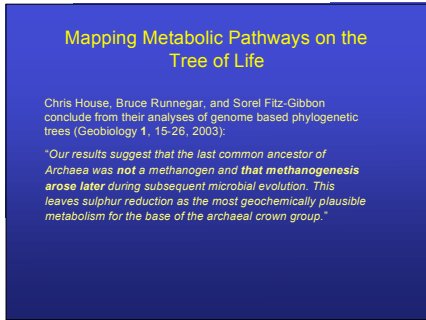 Mapping Metabolic Pathways on the
Tree of Life
Chris House, Bruce Runnegar, and Sorel Fitz-Gibbon
conclude from their analyses of genome based phylogenetic
trees (Geobiology 1, 15-26, 2003):
“Our results suggest that the last common ancestor of
Archaea was not a methanogen and that methanogenesis
arose later during subsequent microbial evolution. This
leaves sulphur reduction as the most geochemically plausible
metabolism for the base of the archaeal crown group.”